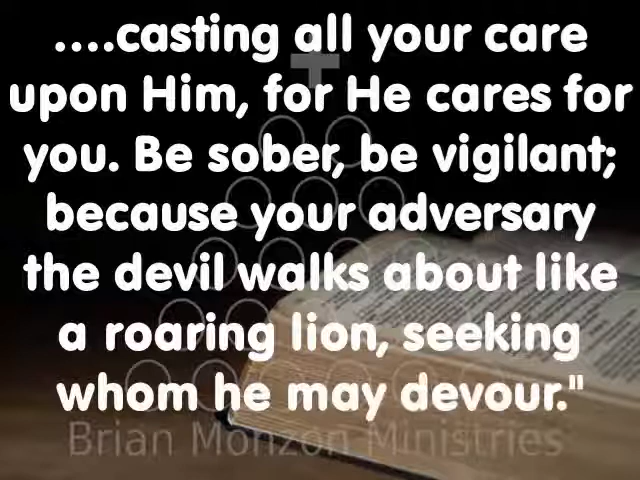 ....casting all your care
upon Him, for He cares for
you. Be sober, be vigilant;
because your adversary
the devil walks about like
a roaring lion, seeking
whom he may devour."
Brian Monzon Ministries